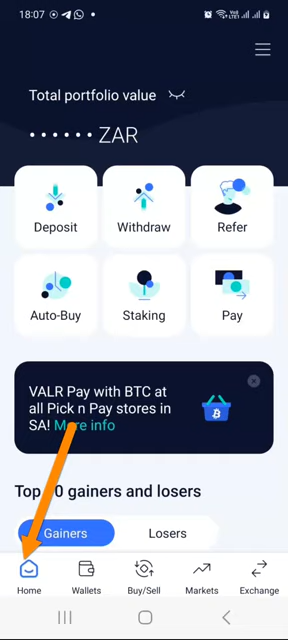 18:07
Total portfolio value
•••••• ZAR
Deposit
Withdraw
Refer
Auto-Buy
Staking
Pay
VALR Pay with BTC at
all Pick n Pay stores in
SA! More info
Top 10 gainers and losers
Gainers
Losers
Home
Wallets
Buy/Sell
Markets
Exchange